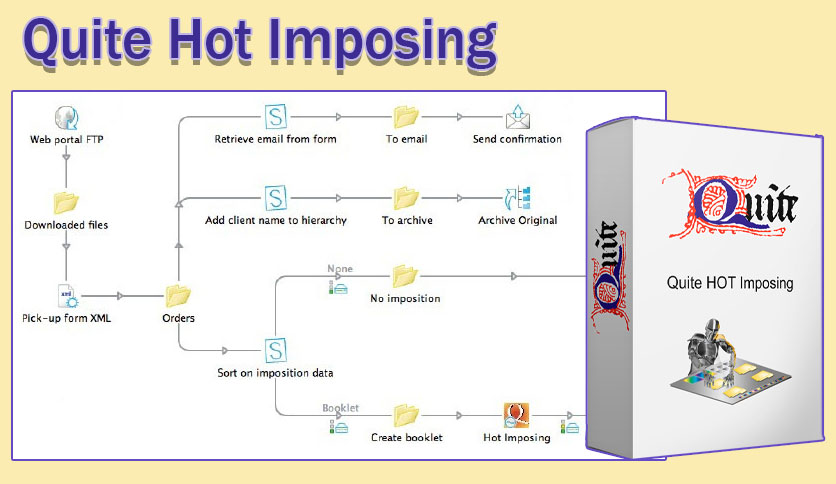 Quite Hot Imposing
Web portal FTP
Retrieve email from form
To email
Send confirmation
Downloaded files
Add client name to hierarchy
To archive
Archive Original
None
No imposition
xml
Pick-up form XML
Orders
S
S
S
Sort on imposition data
Booklet
Create booklet
Hot Imposing
Quite
Quite
Quite HOT Imposing